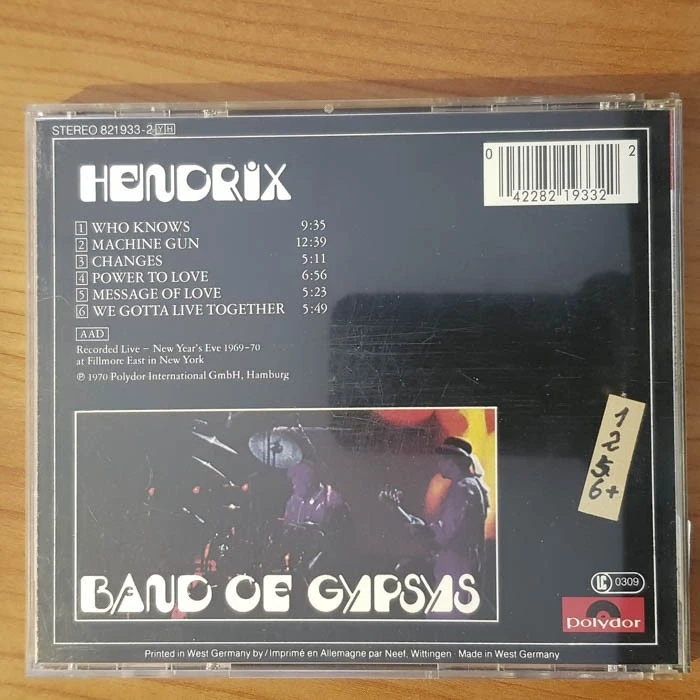 STEREO 821933-2 Y H
HENDRIX
0 42282 19332 2
1 WHO KNOWS 9:35
2 MACHINE GUN 12:39
3 CHANGES 5:11
4 POWER TO LOVE 6:56
5 MESSAGE OF LOVE 5:23
6 WE GOTTA LIVE TOGETHER 5:49
AAD
Recorded Live – New Year's Eve 1969-70
at Fillmore East in New York
℗ 1970 Polydor International GmbH, Hamburg
1
2
5.
6+
BAND OF GYPSYS
LC 0309
polydor
Printed in West Germany by / Imprimé en Allemagne par Neef, Wittingen · Made in West Germany